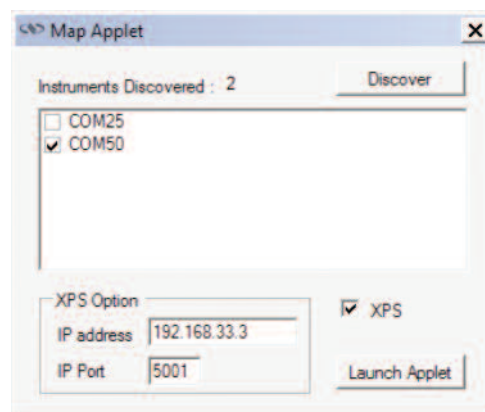 Map Applet
Instruments Discovered : 2
Discover
COM25
COM50
XPS Option
IP address 192.168.33.3
IP Port 5001
XPS
Launch Applet